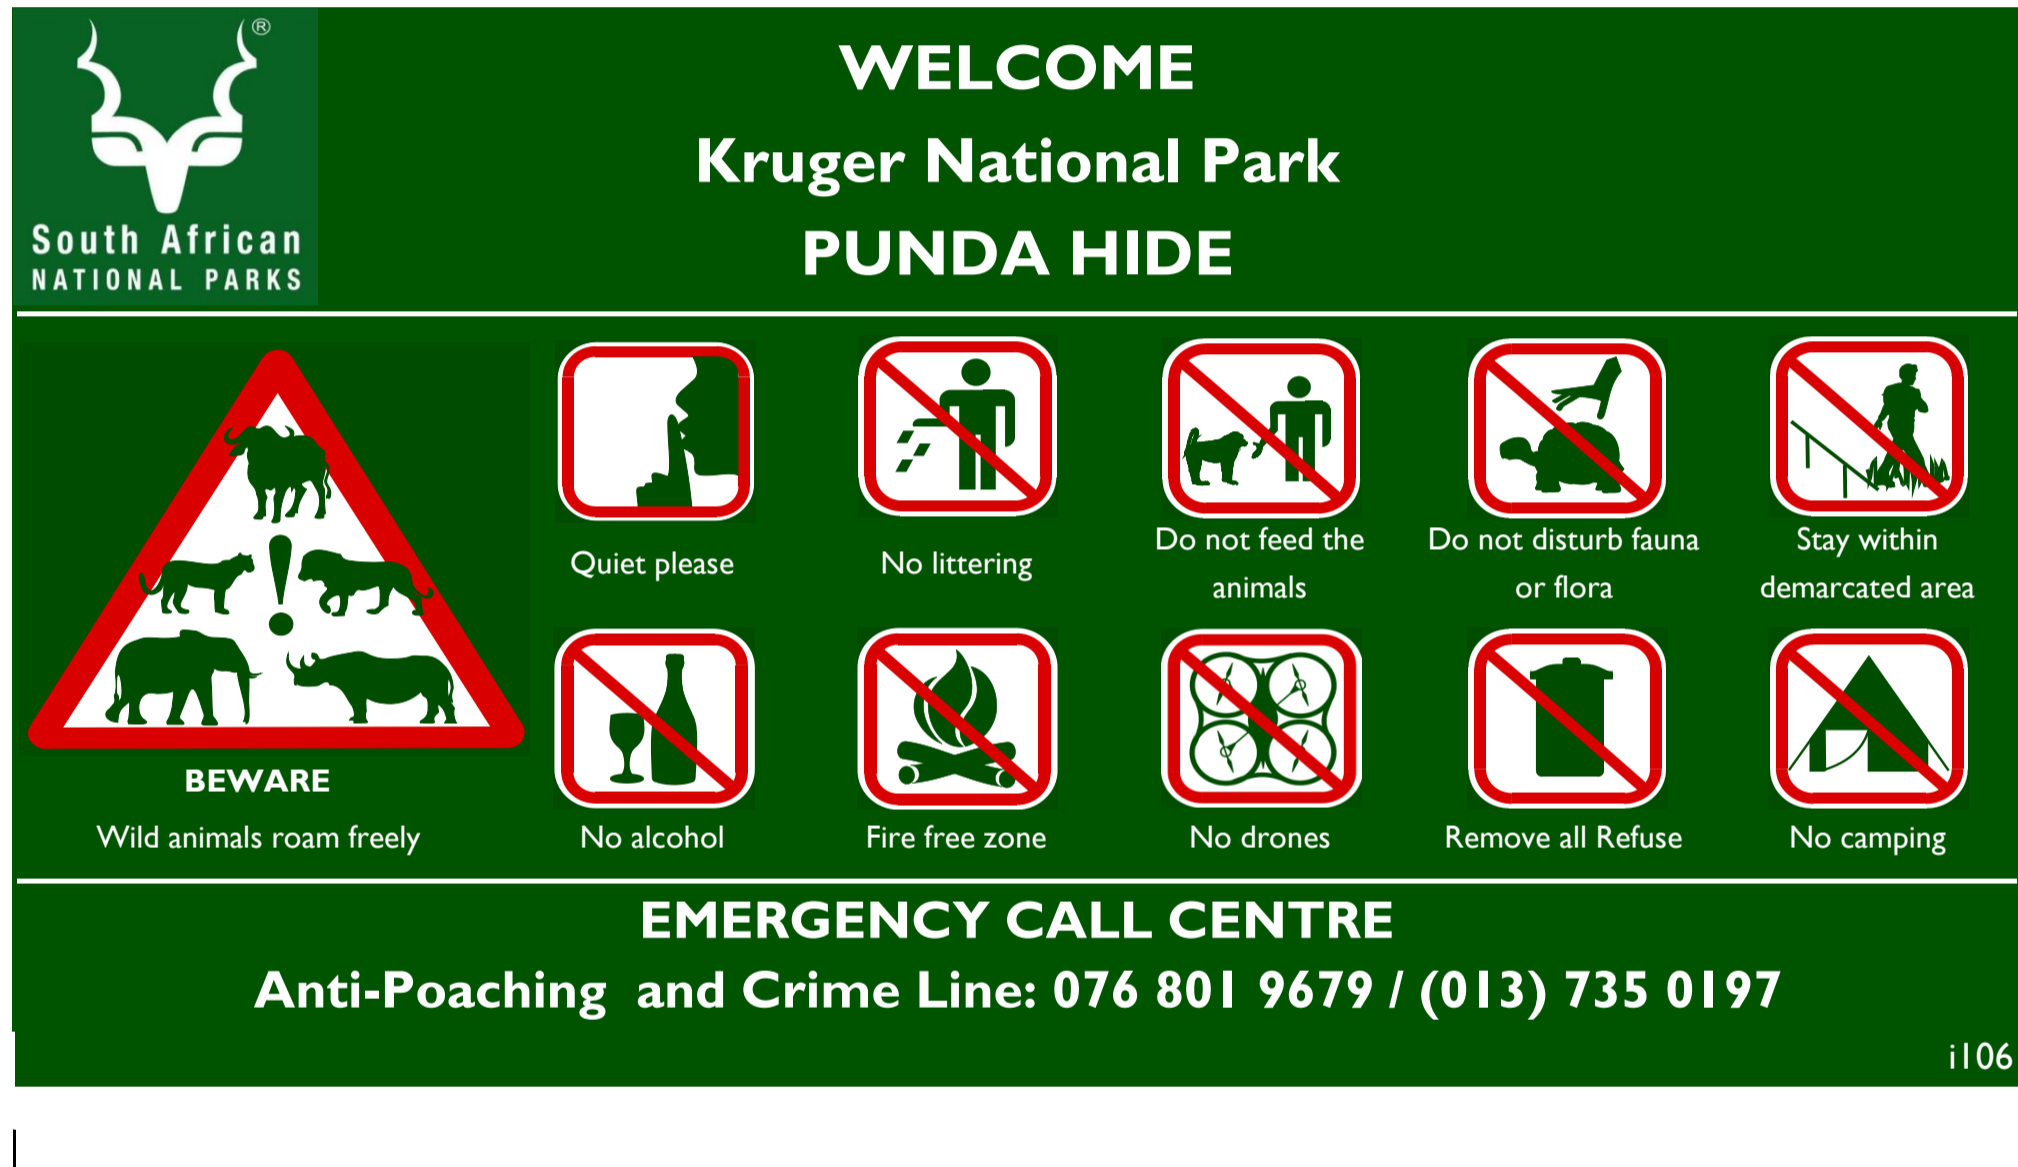 ®
South African
NATIONAL PARKS
WELCOME
Kruger National Park
PUNDA HIDE
BEWARE
Wild animals roam freely
Quiet please
No littering
Do not feed the
animals
Do not disturb fauna
or flora
Stay within
demarcated area
No alcohol
Fire free zone
No drones
Remove all Refuse
No camping
EMERGENCY CALL CENTRE
Anti-Poaching and Crime Line: 076 801 9679 / (013) 735 0197
i106